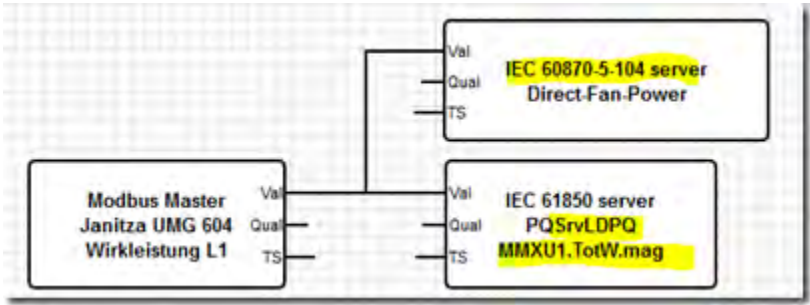 Val
Qual
TS
IEC 60870-5-104 server
Direct-Fan-Power
Modbus Master
Janitza UMG 604
Wirkleistung L1
Val
Qual
TS
Val
Qual
TS
IEC 61850 server
PQSrvLDPQ
MMXU1.TotW.mag